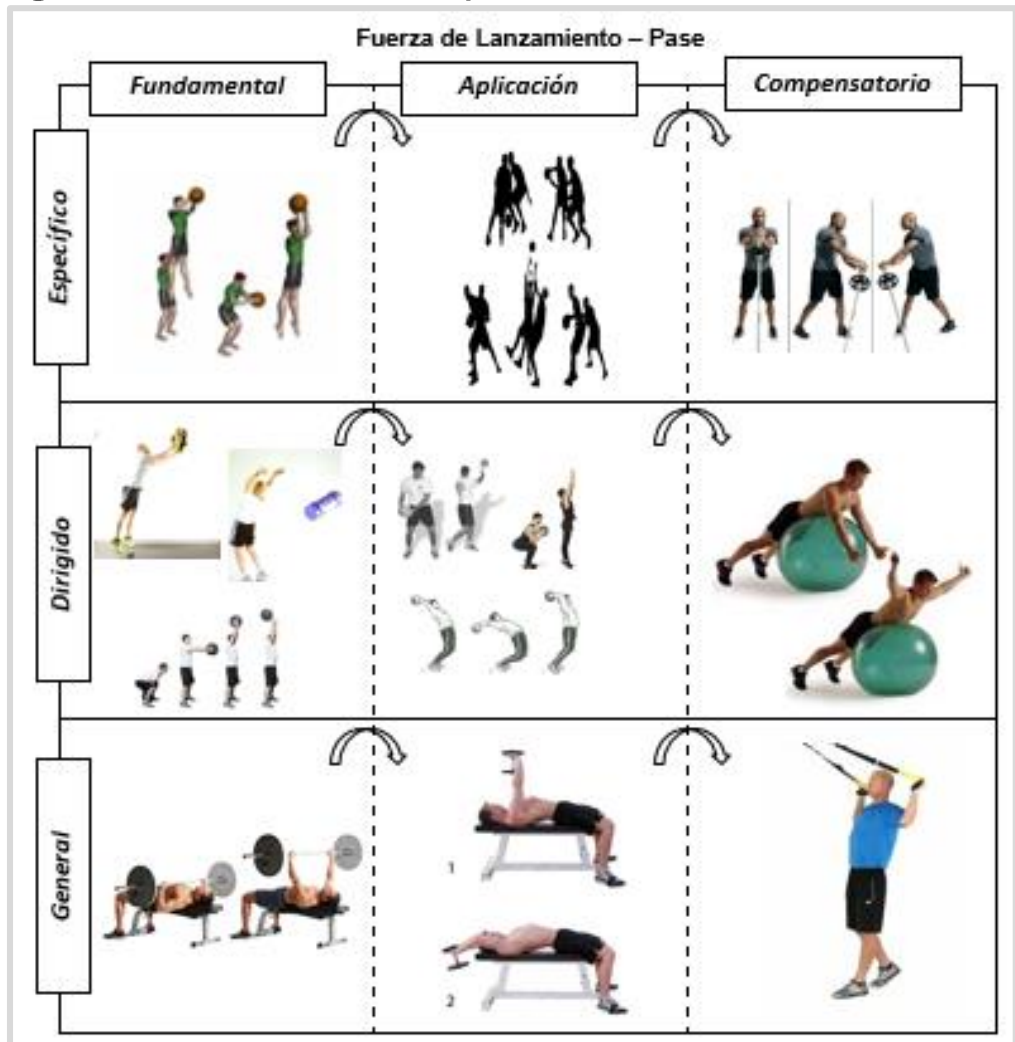 Fuerza de Lanzamiento – Pase
Fundamental
Aplicación
Compensatorio
Específico
Dirigido
General
1
2